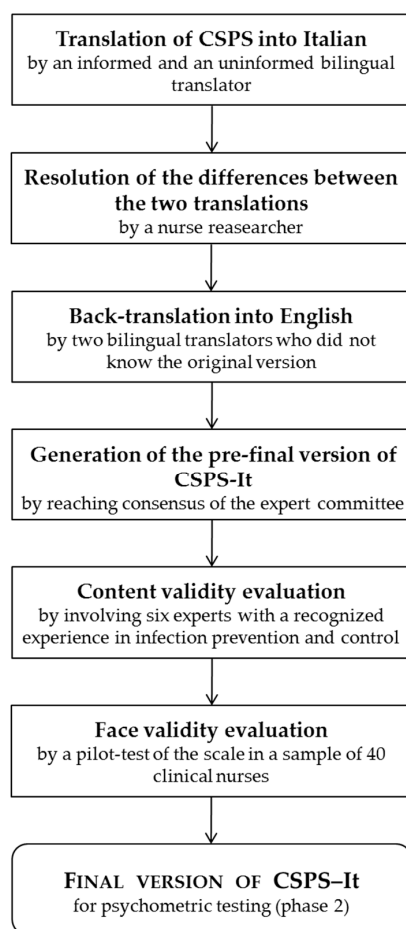 Translation of CSPS into Italian
by an informed and an uninformed bilingual
translator
Resolution of the differences between
the two translations
by a nurse reasearcher
Back-translation into English
by two bilingual translators who did not
know the original version
Generation of the pre-final version of
CSPS-It
by reaching consensus of the expert committee
Content validity evaluation
by involving six experts with a recognized
experience in infection prevention and control
Face validity evaluation
by a pilot-test of the scale in a sample of 40
clinical nurses
FINAL VERSION OF CSPS–It
for psychometric testing (phase 2)